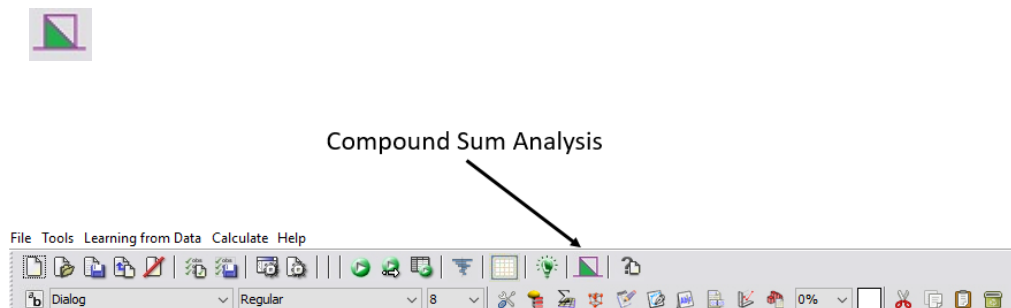 Compound Sum Analysis
File Tools Learning from Data Calculate Help
Dialog Regular 8 0%